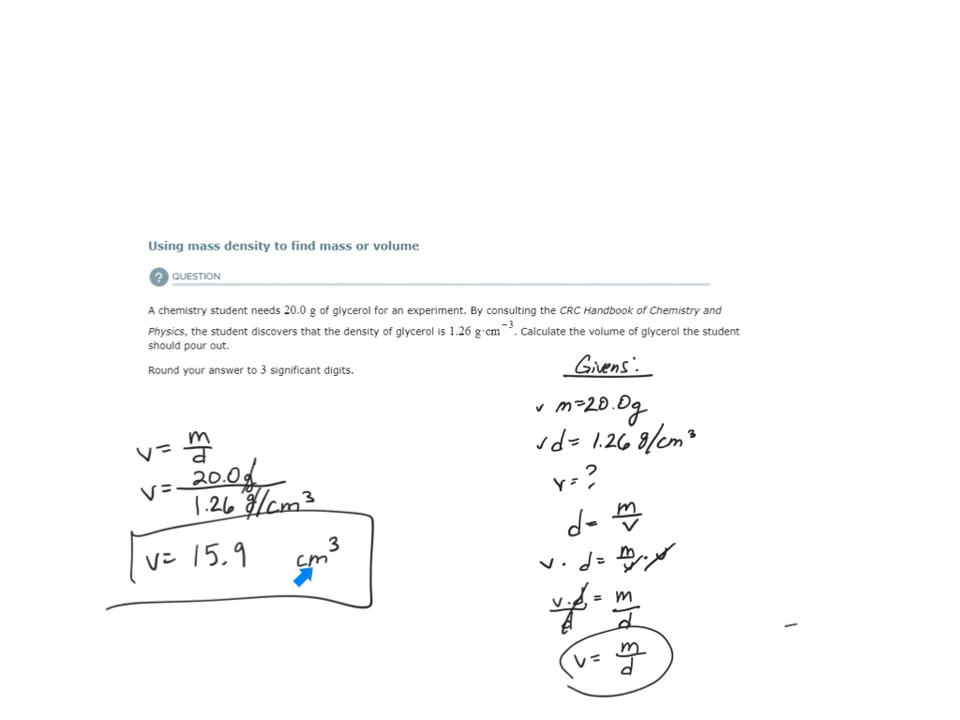 Using mass density to find mass or volume
? QUESTION
A chemistry student needs 20.0 g of glycerol for an experiment. By consulting the CRC Handbook of Chemistry and
Physics, the student discovers that the density of glycerol is 1.26 g·cm⁻³. Calculate the volume of glycerol the student
should pour out.
Round your answer to 3 significant digits.
Givens:
✓ m=20.0g
✓ d= 1.26 g/cm³
v= ?
d= m/v
v · d = m/v · v
v·d/d = m/d
v= m/d
v= m/d
v= 20.0g / 1.26 g/cm³
v= 15.9 cm³